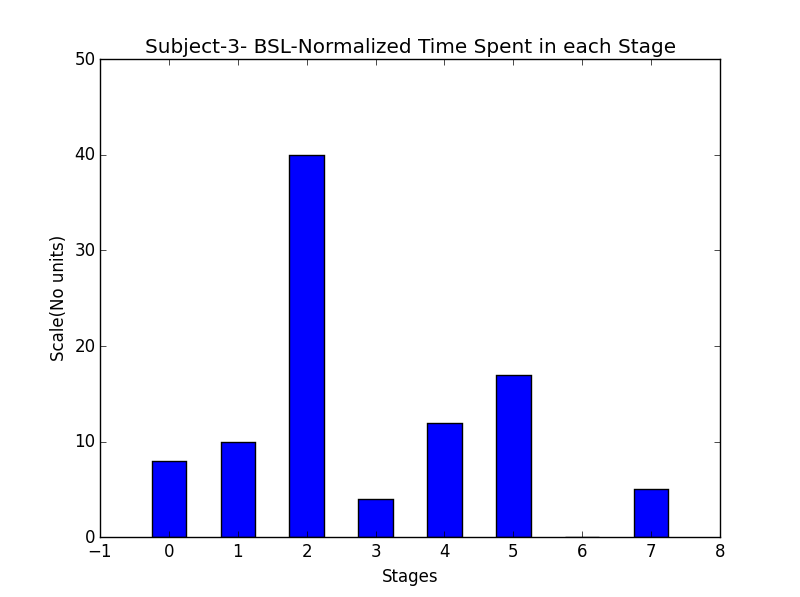 Subject-3- BSL-Normalized Time Spent in each Stage
50
40
30
20
10
0
Scale(No units)
−1 0 1 2 3 4 5 6 7 8
Stages